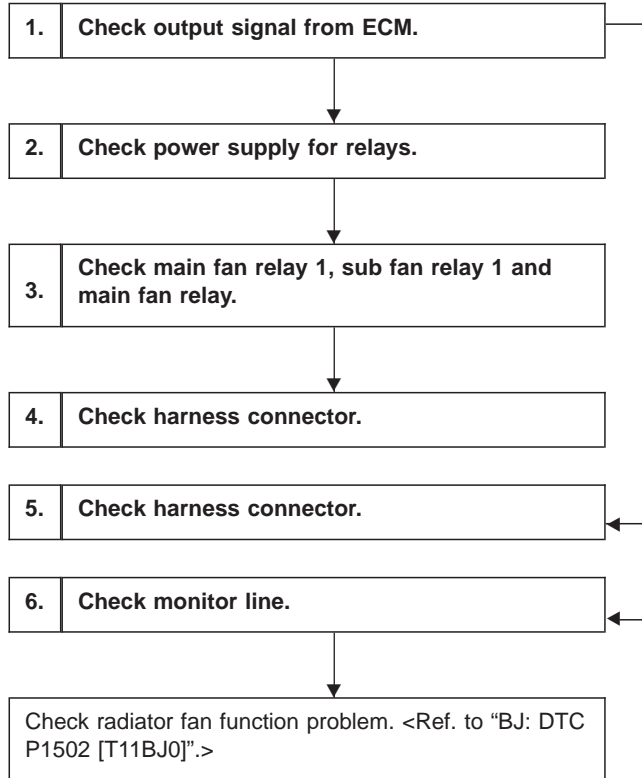 1. Check output signal from ECM.
2. Check power supply for relays.
3. Check main fan relay 1, sub fan relay 1 and
main fan relay.
4. Check harness connector.
5. Check harness connector.
6. Check monitor line.
Check radiator fan function problem. <Ref. to “BJ: DTC
P1502 [T11BJ0]”.>